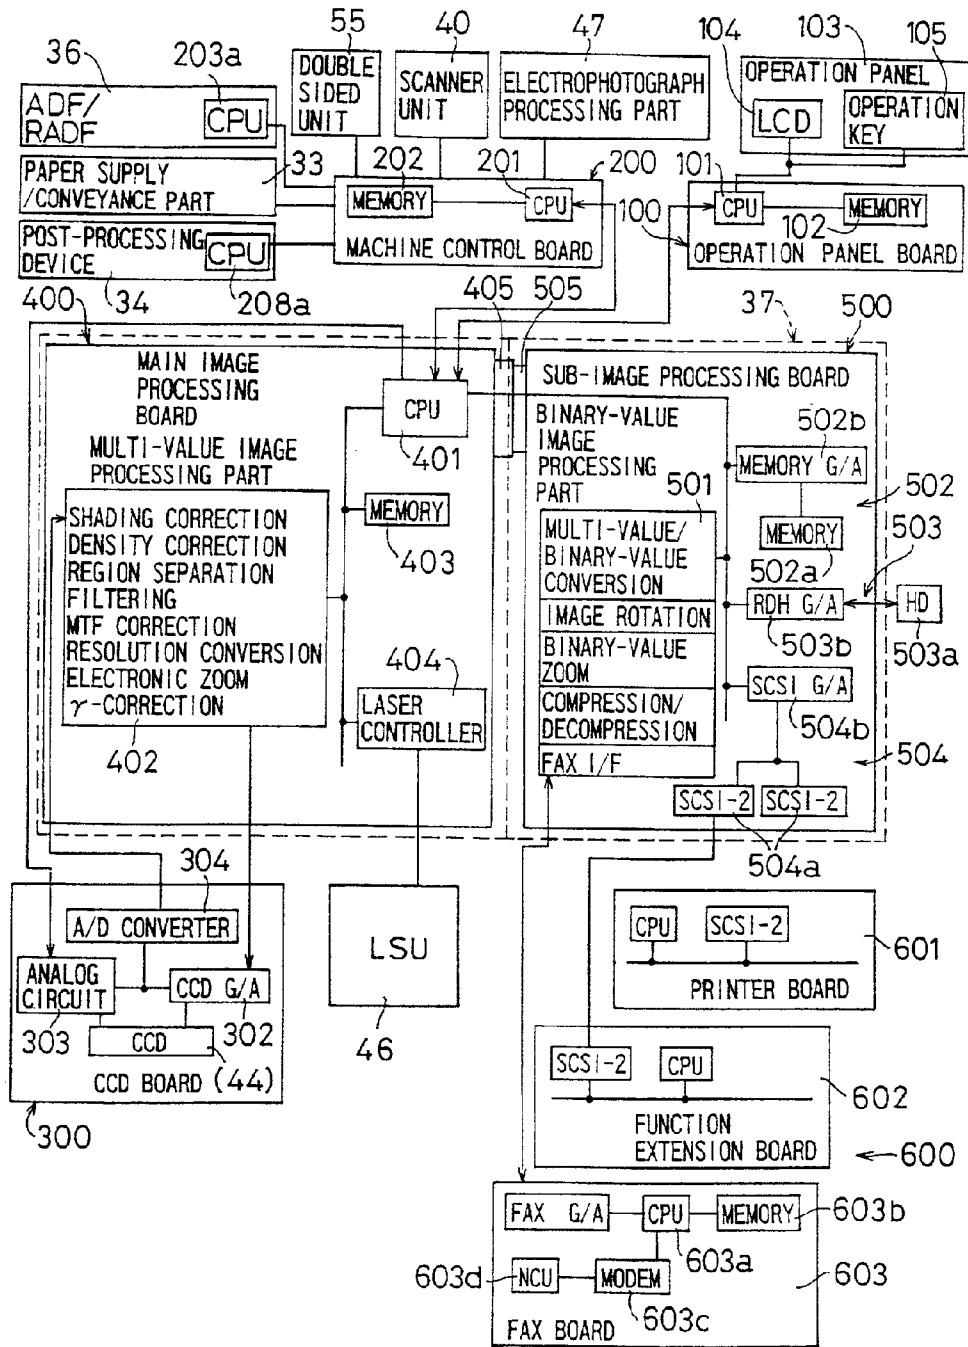 36
203a
ADF/
RADF
CPU
55
DOUBLE
SIDED
UNIT
40
SCANNER
UNIT
47
ELECTROPHOTOGRAPH
PROCESSING PART
103
105
104
OPERATION PANEL
LCD
OPERATION
KEY
PAPER SUPPLY
/CONVEYANCE PART
33
202
MEMORY
201
CPU
200
MACHINE CONTROL BOARD
101
CPU
100
MEMORY
102
OPERATION PANEL BOARD
POST-PROCESSING
DEVICE
CPU
34
208a
400
405
505
37
500
MAIN IMAGE
PROCESSING
BOARD
MULTI-VALUE IMAGE
PROCESSING PART
CPU
401
SHADING CORRECTION
DENSITY CORRECTION
REGION SEPARATION
FILTERING
MTF CORRECTION
RESOLUTION CONVERSION
ELECTRONIC ZOOM
γ-CORRECTION
402
MEMORY
403
404
LASER
CONTROLLER
SUB-IMAGE PROCESSING BOARD
BINARY-VALUE
IMAGE
PROCESSING
PART
501
MULTI-VALUE/
BINARY-VALUE
CONVERSION
IMAGE ROTATION
BINARY-VALUE
ZOOM
COMPRESSION/
DECOMPRESSION
FAX I/F
502b
MEMORY G/A
502
MEMORY
502a
503
RDH G/A
503b
HD
503a
SCSI G/A
504b
504
SCSI-2
SCSI-2
504a
304
A/D CONVERTER
ANALOG
CIRCUIT
303
CCD G/A
302
CCD
CCD BOARD (44)
300
LSU
46
CPU
SCSI-2
601
PRINTER BOARD
SCSI-2
CPU
602
FUNCTION
EXTENSION BOARD
600
FAX G/A
CPU
MEMORY
603b
603a
603d
NCU
MODEM
603c
603
FAX BOARD